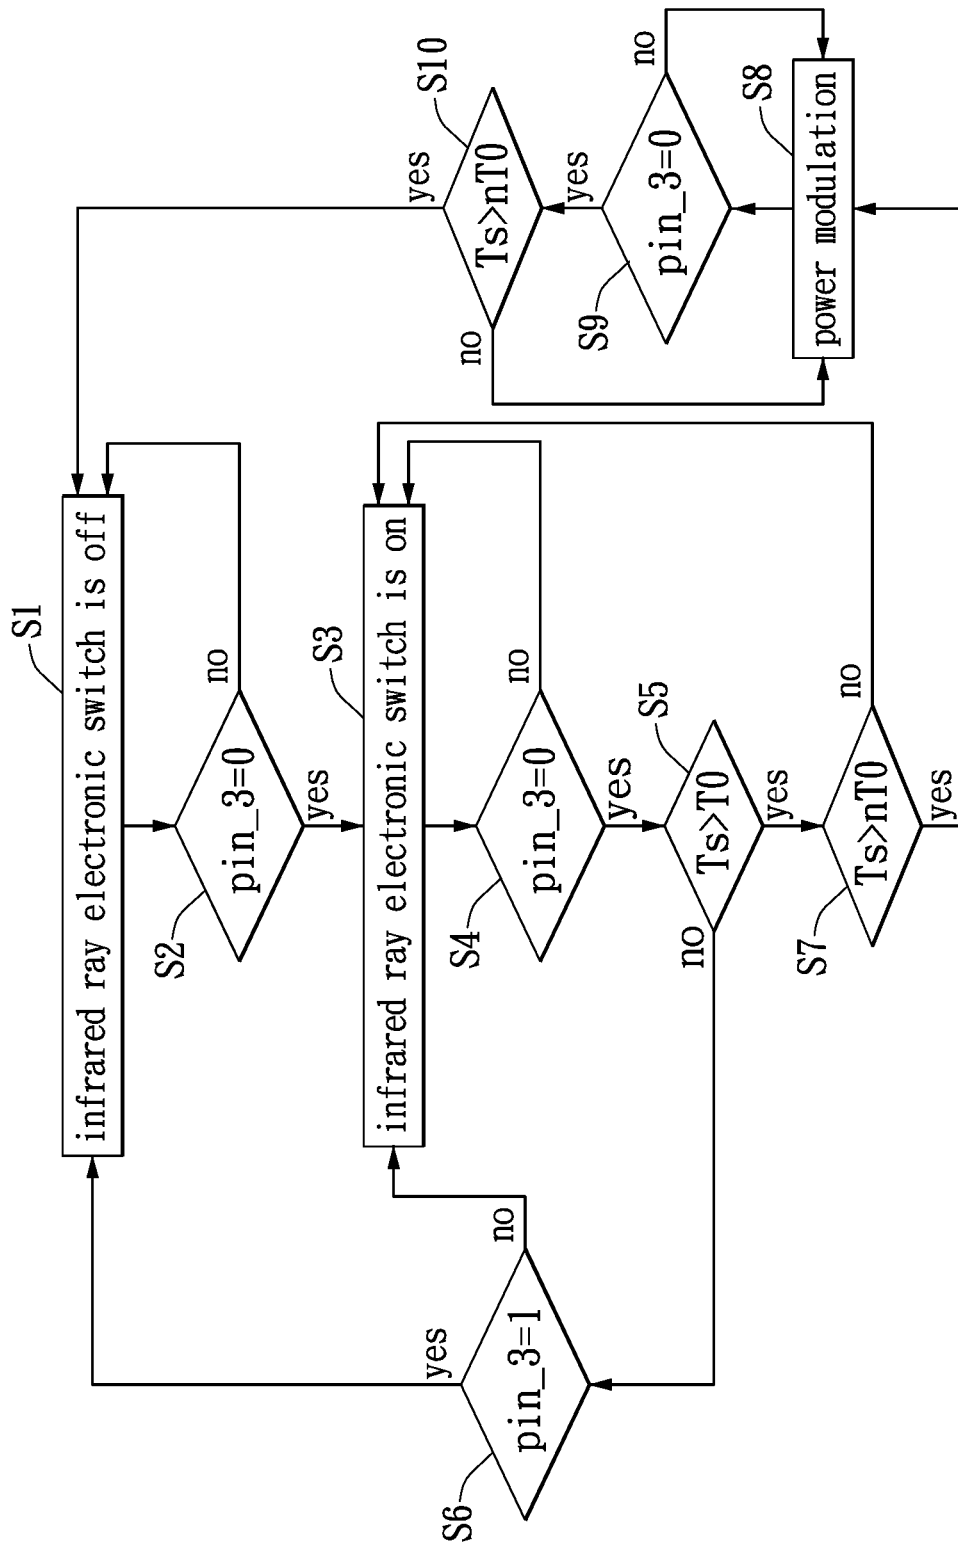 S1
infrared ray electronic switch is off
S2
pin_3=0
no
yes
S3
infrared ray electronic switch is on
S4
pin_3=0
no
yes
S5
Ts>T0
no
yes
S6
pin_3=1
yes
no
S7
Ts>nT0
no
yes
S8
power modulation
S9
pin_3=0
no
yes
S10
Ts>nT0
yes
no